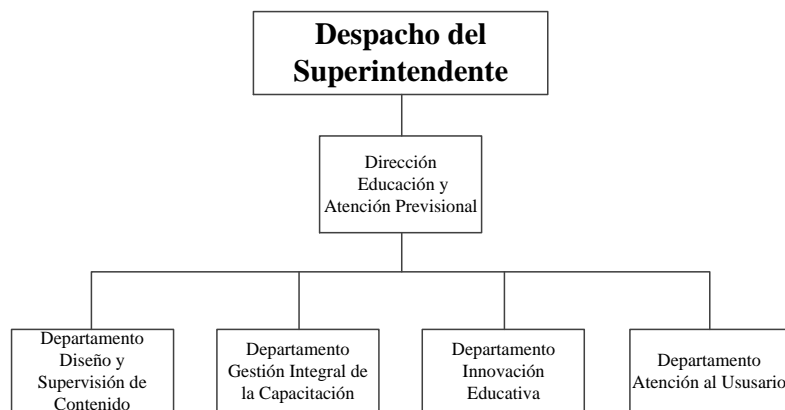 Despacho del
Superintendente
Dirección
Educación y
Atención Previsional
Departamento
Diseño y
Supervisión de
Contenido
Departamento
Gestión Integral de
la Capacitación
Departamento
Innovación
Educativa
Departamento
Atención al Ususario